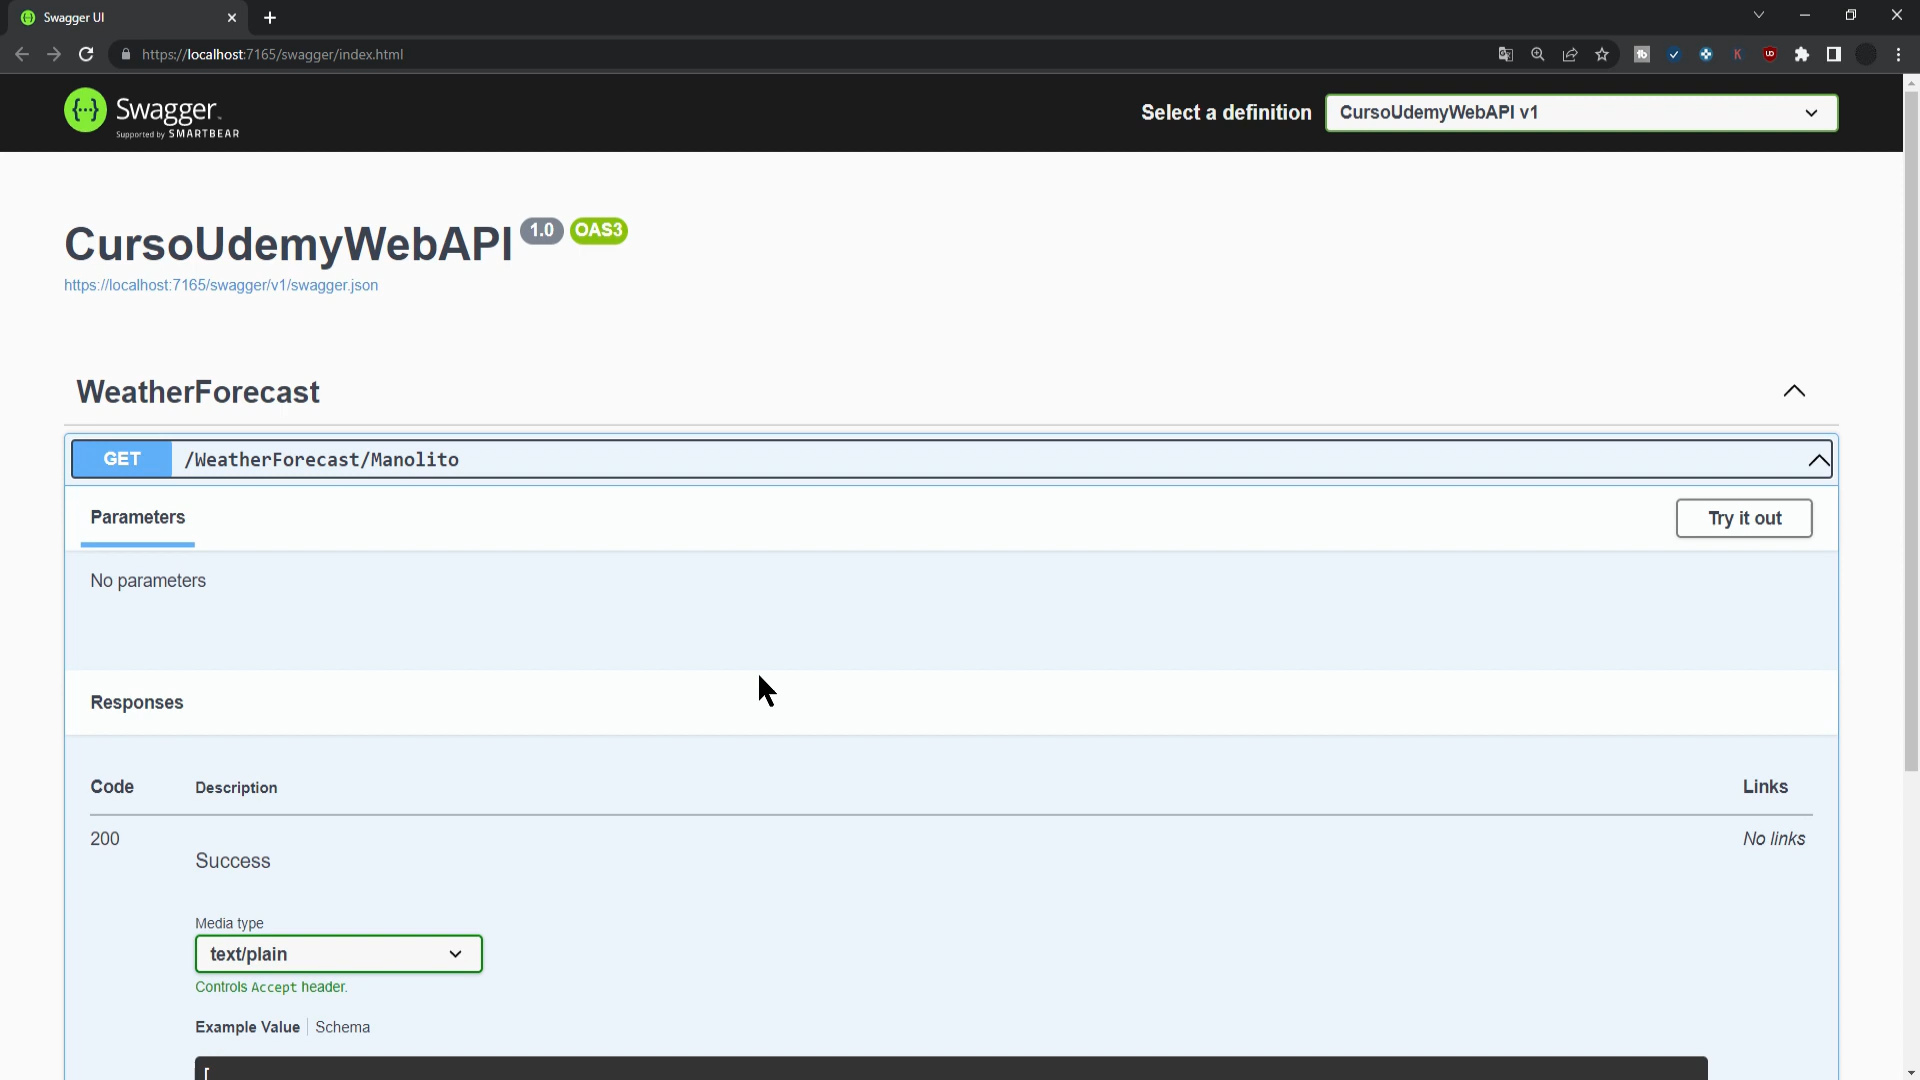 Swagger UI
https://localhost:7165/swagger/index.html
{···} Swagger.
Supported by SMARTBEAR
Select a definition
CursoUdemyWebAPI v1
CursoUdemyWebAPI 1.0 OAS3
https://localhost:7165/swagger/v1/swagger.json
WeatherForecast
GET /WeatherForecast/Manolito
Parameters
Try it out
No parameters
Responses
Code Description Links
200 No links
Success
Media type
text/plain
Controls Accept header.
Example Value Schema
[